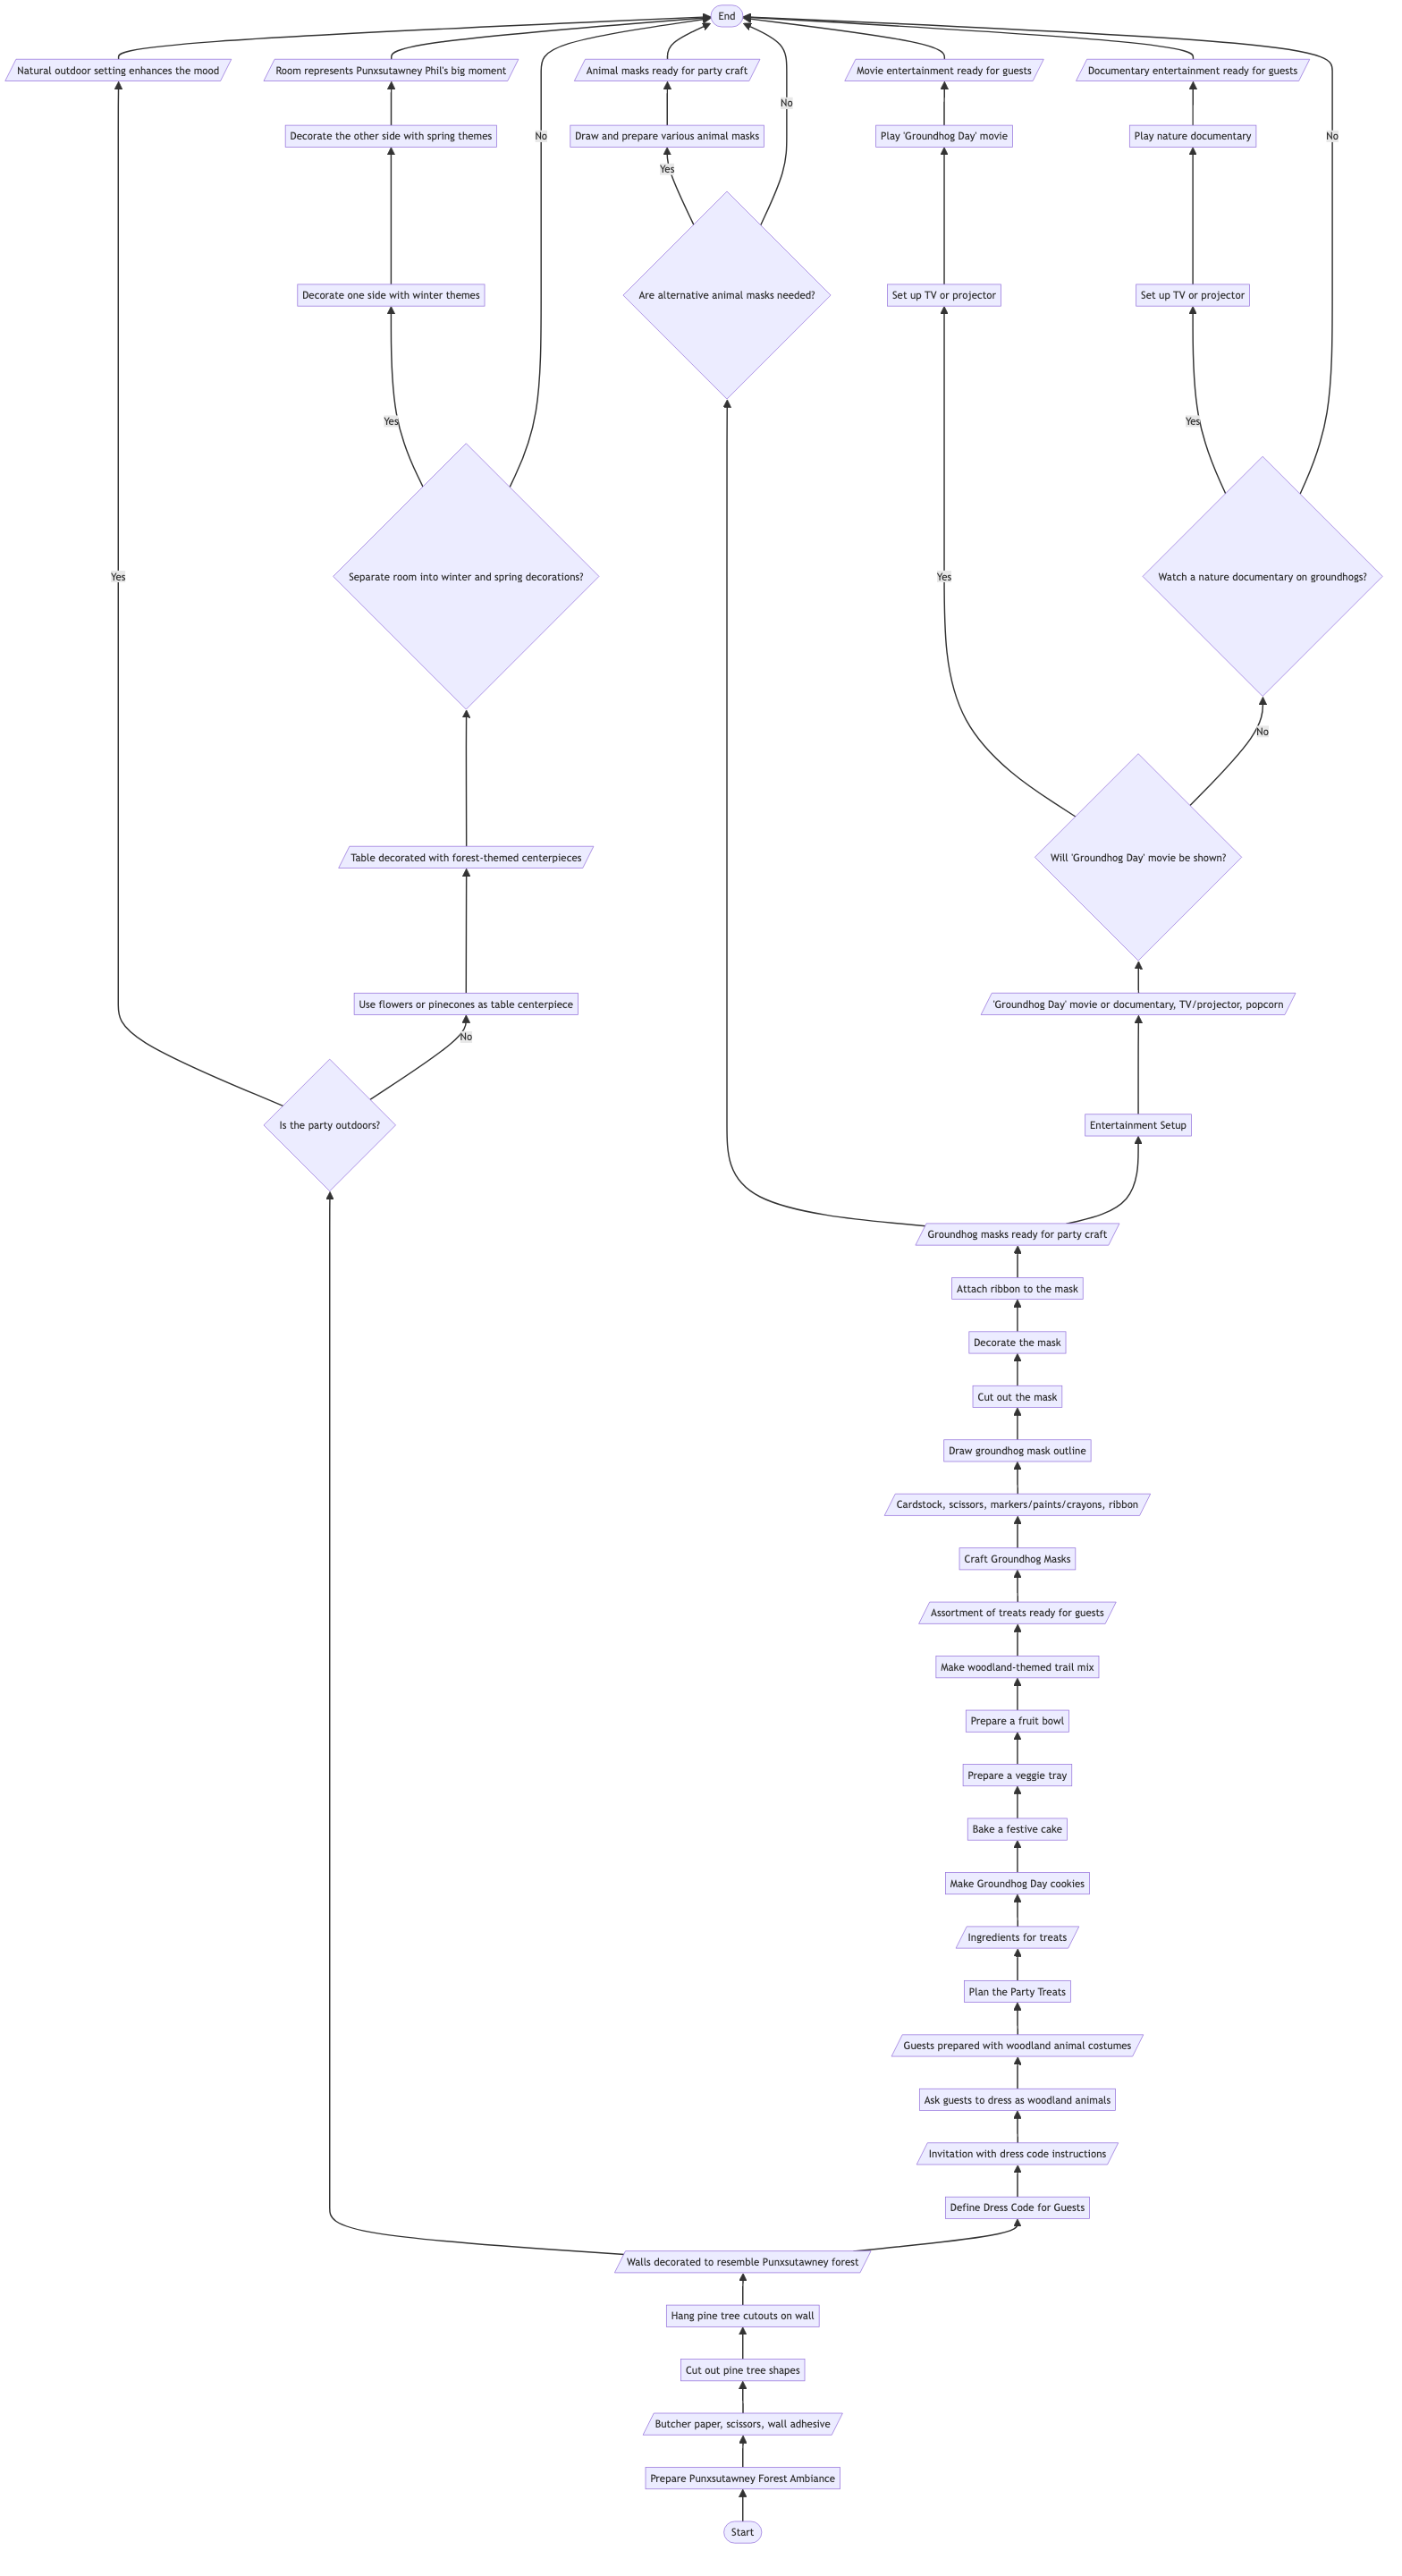 End
Natural outdoor setting enhances the mood
Room represents Punxsutawney Phil's big moment
Animal masks ready for party craft
Movie entertainment ready for guests
Documentary entertainment ready for guests
No
Decorate the other side with spring themes
No
Draw and prepare various animal masks
Play 'Groundhog Day' movie
Play nature documentary
No
Yes
Decorate one side with winter themes
Are alternative animal masks needed?
Set up TV or projector
Set up TV or projector
Yes
Yes
Yes
Separate room into winter and spring decorations?
Yes
Watch a nature documentary on groundhogs?
No
Table decorated with forest-themed centerpieces
Will 'Groundhog Day' movie be shown?
Use flowers or pinecones as table centerpiece
'Groundhog Day' movie or documentary, TV/projector, popcorn
No
Is the party outdoors?
Entertainment Setup
Groundhog masks ready for party craft
Attach ribbon to the mask
Decorate the mask
Cut out the mask
Draw groundhog mask outline
Cardstock, scissors, markers/paints/crayons, ribbon
Craft Groundhog Masks
Assortment of treats ready for guests
Make woodland-themed trail mix
Prepare a fruit bowl
Prepare a veggie tray
Bake a festive cake
Make Groundhog Day cookies
Ingredients for treats
Plan the Party Treats
Guests prepared with woodland animal costumes
Ask guests to dress as woodland animals
Invitation with dress code instructions
Define Dress Code for Guests
Walls decorated to resemble Punxsutawney forest
Hang pine tree cutouts on wall
Cut out pine tree shapes
Butcher paper, scissors, wall adhesive
Prepare Punxsutawney Forest Ambiance
Start